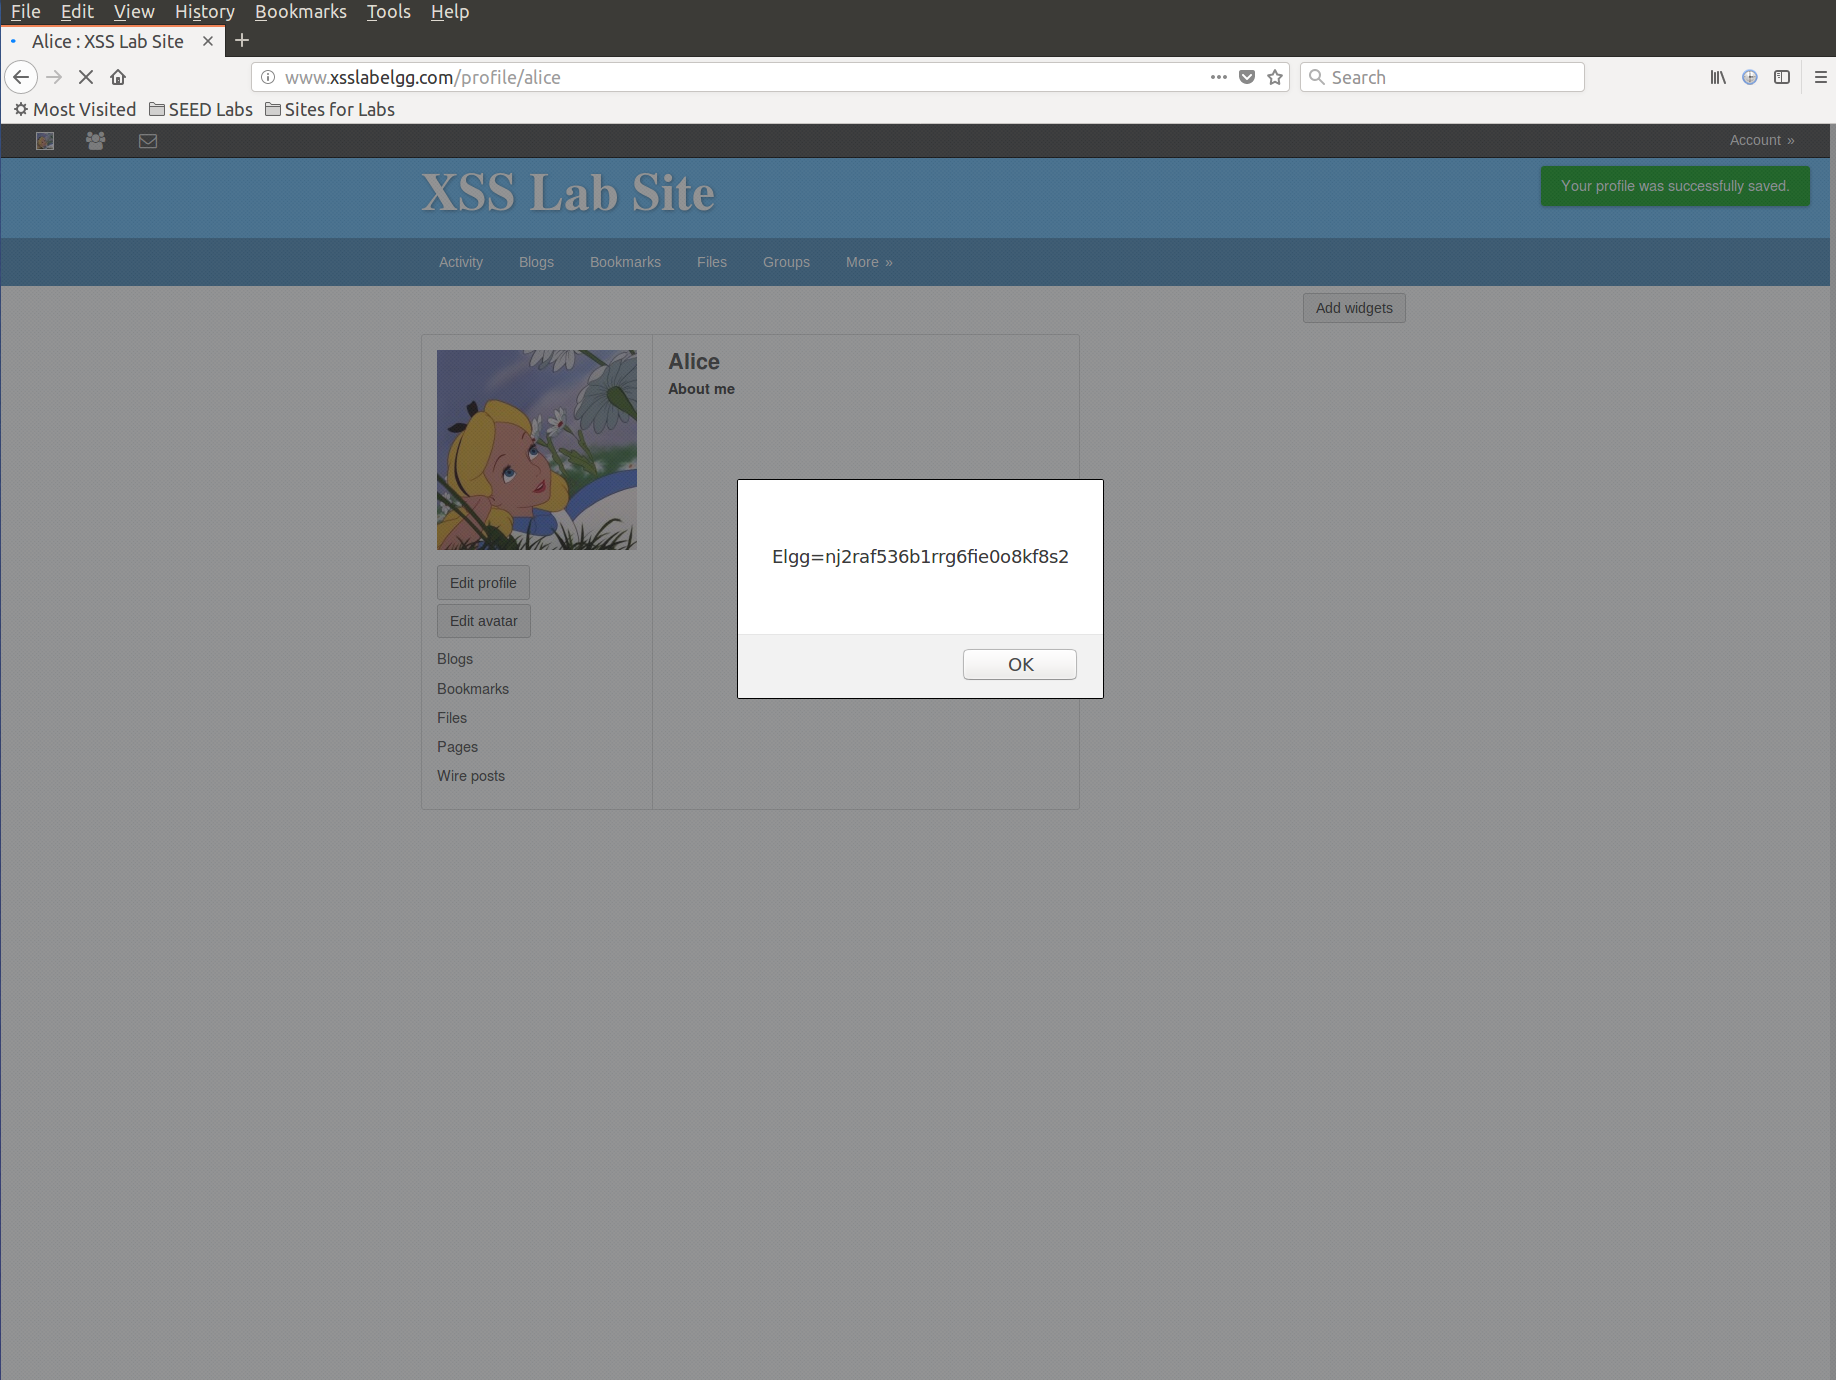 File Edit View History Bookmarks Tools Help
Alice : XSS Lab Site
www.xsslabelgg.com/profile/alice
Search
Most Visited SEED Labs Sites for Labs
Account »
XSS Lab Site
Your profile was successfully saved.
Activity Blogs Bookmarks Files Groups More »
Add widgets
Alice
About me
Elgg=nj2raf536b1rrg6fie0o8kf8s2
OK
Edit profile
Edit avatar
Blogs
Bookmarks
Files
Pages
Wire posts